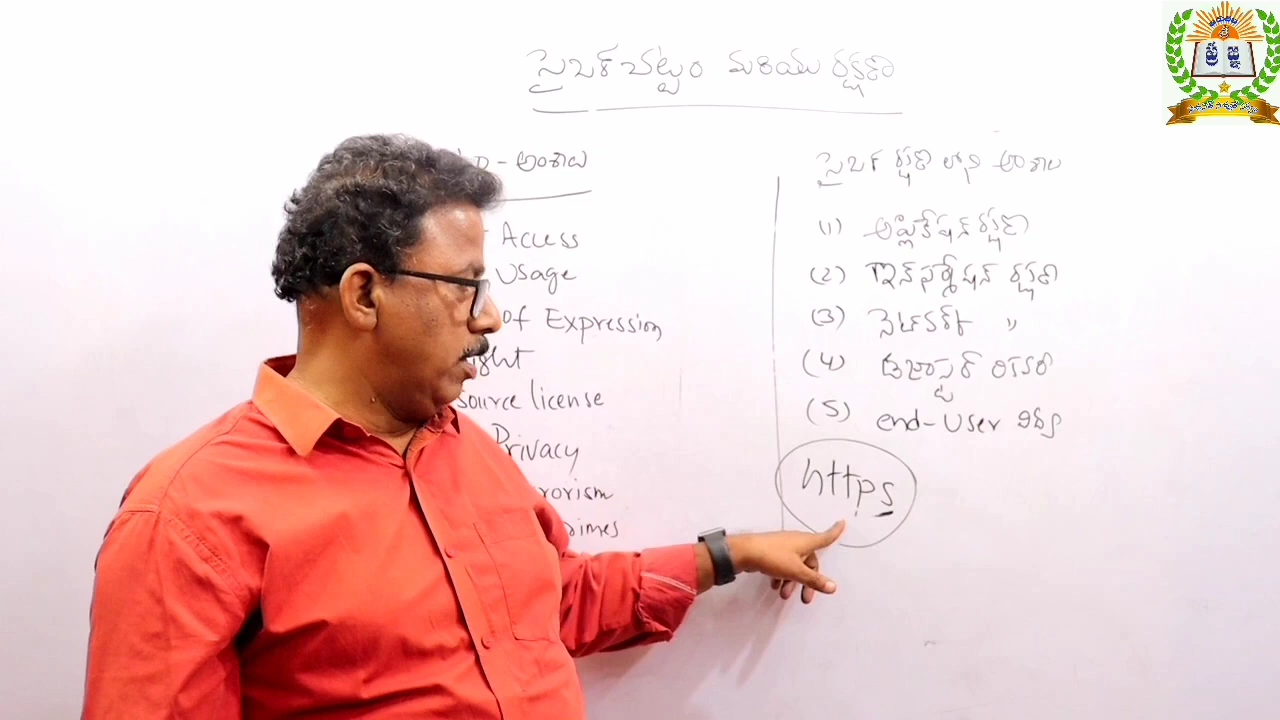 సైబర్ చట్టం మరియు రక్షణ
- అంశాలు
Access
Usage
of Expression
ight
source license
Privacy
rorism
rimes
సైబర్ రక్షణ లోని అంశాలు
(1) అప్లికేషన్ రక్షణ
(2) ఇన్ఫర్మేషన్ రక్షణ
(3) నెట్వర్క్ "
(4) డిజాస్టర్ రికవరీ
(5) end-User విద్య
https